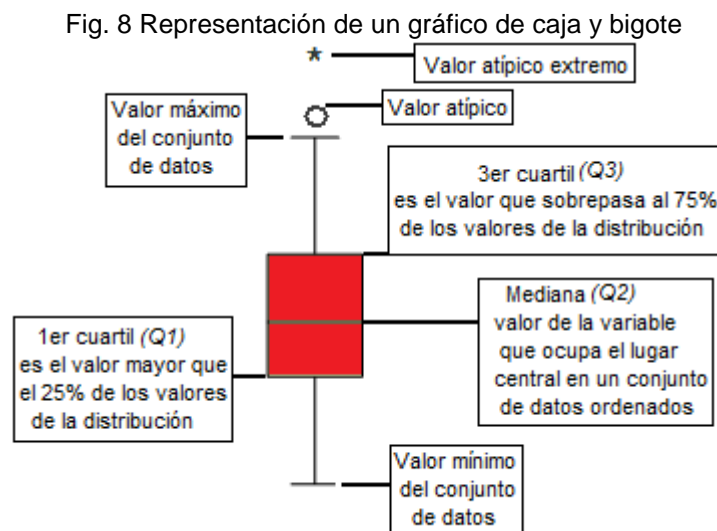 Fig. 8 Representación de un gráfico de caja y bigote
*
Valor atípico extremo
Valor atípico
Valor máximo
del conjunto
de datos
3er cuartil (Q3)
es el valor que sobrepasa al 75%
de los valores de la distribución
Mediana (Q2)
valor de la variable
que ocupa el lugar
central en un conjunto
de datos ordenados
1er cuartil (Q1)
es el valor mayor que
el 25% de los valores
de la distribución
Valor mínimo
del conjunto
de datos